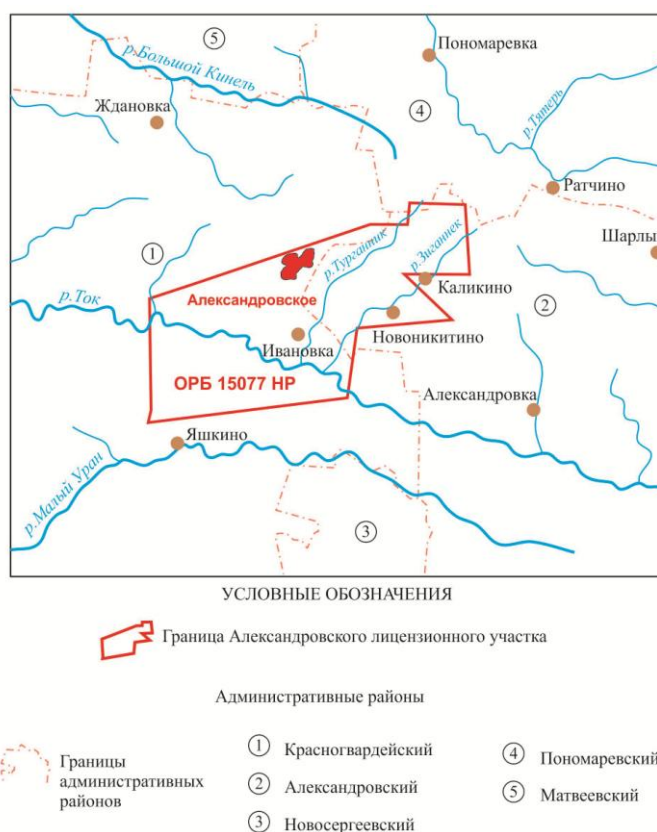 5
Пономаревка
р.Большой Кинель
Ждановка
4
р.Тятерь
Ратчино
Шарлы
1
р.Турганник
р.Зиганнек
Каликино
Александровское
р.Ток
2
Новоникитино
Ивановка
ОРБ 15077 НР
Александровка
Яшкино
р.Малый Уран
3
УСЛОВНЫЕ ОБОЗНАЧЕНИЯ
Граница Александровского лицензионного участка
Административные районы
Границы
административных
районов
1 Красногвардейский
2 Александровский
3 Новосергеевский
4 Пономаревский
5 Матвеевский